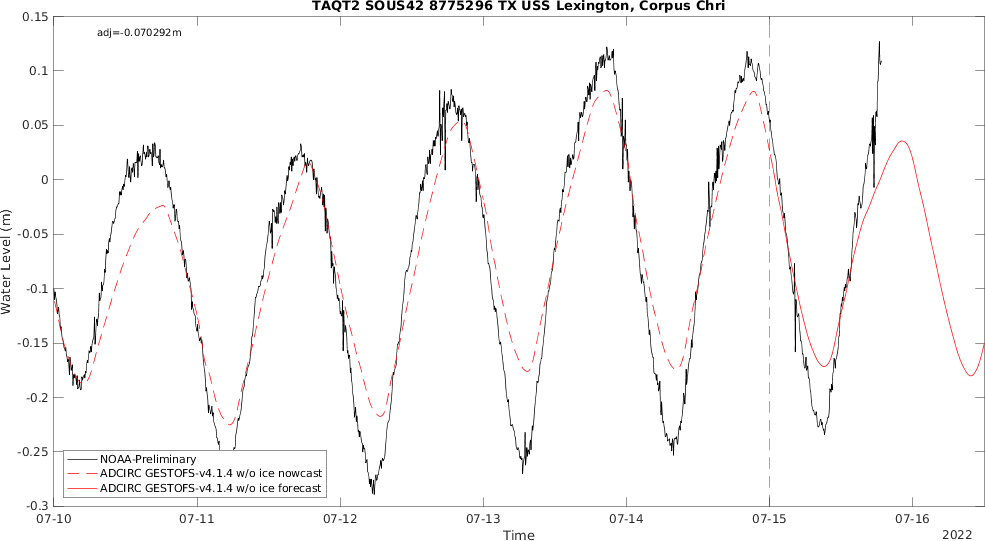 TAQT2 SOUS42 8775296 TX USS Lexington, Corpus Chri
adj=-0.070292m
0.15
0.1
0.05
0
-0.05
-0.1
-0.15
-0.2
-0.25
-0.3
Water Level (m)
NOAA-Preliminary
ADCIRC GESTOFS-v4.1.4 w/o ice nowcast
ADCIRC GESTOFS-v4.1.4 w/o ice forecast
07-10 07-11 07-12 07-13 07-14 07-15 07-16
Time
2022